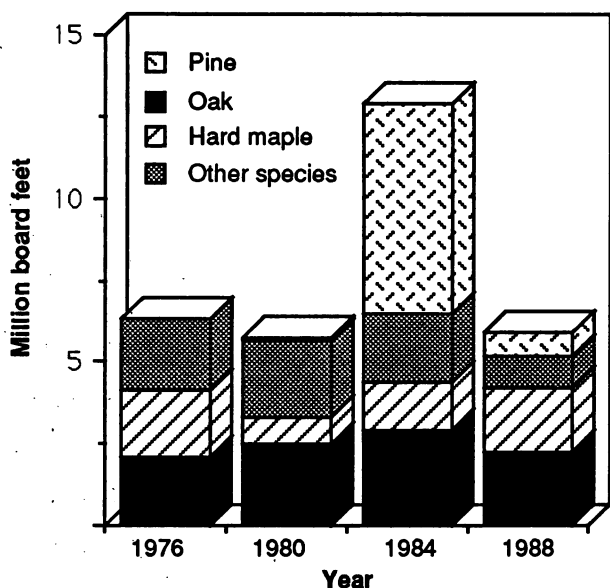 15
Pine
Oak
Hard maple
Other species
10
5
Million board feet
1976 1980 1984 1988
Year